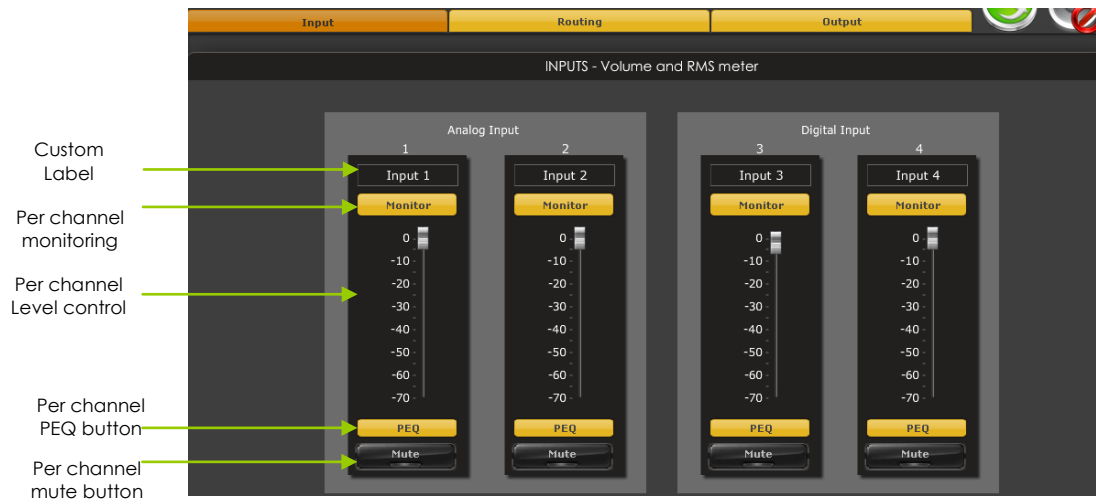 Input Routing Output
INPUTS - Volume and RMS meter
Analog Input Digital Input
1 2 3 4
Custom
Label
Input 1 Input 2 Input 3 Input 4
Per channel
monitoring
Monitor Monitor Monitor Monitor
Per channel
Level control
0 0 0 0
-10 -10 -10 -10
-20 -20 -20 -20
-30 -30 -30 -30
-40 -40 -40 -40
-50 -50 -50 -50
-60 -60 -60 -60
-70 -70 -70 -70
Per channel
PEQ button
PEQ PEQ PEQ PEQ
Per channel
mute button
Mute Mute Mute Mute